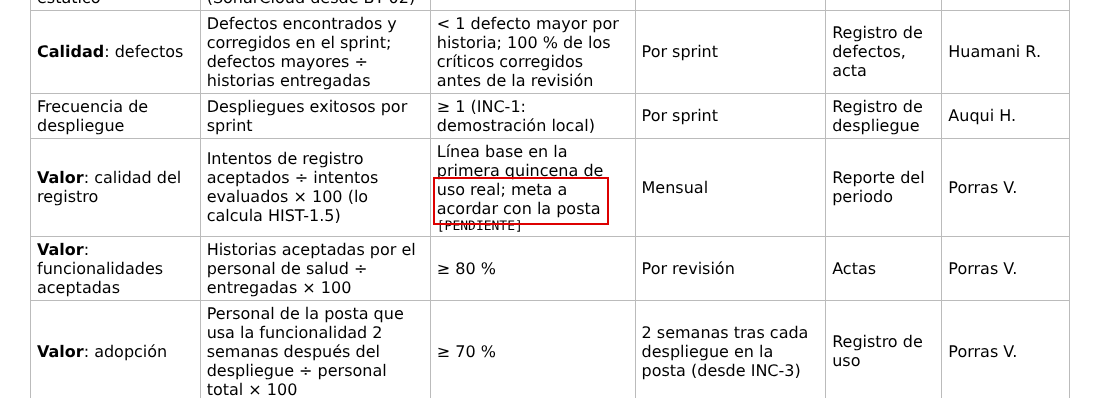 estático
(SonarCloud desde BT-02)
Calidad: defectos
Defectos encontrados y
corregidos en el sprint;
defectos mayores ÷
historias entregadas
< 1 defecto mayor por
historia; 100 % de los
críticos corregidos
antes de la revisión
Por sprint
Registro de
defectos,
acta
Huamani R.
Frecuencia de
despliegue
Despliegues exitosos por
sprint
≥ 1 (INC-1:
demostración local)
Por sprint
Registro de
despliegue
Auqui H.
Valor: calidad del
registro
Intentos de registro
aceptados ÷ intentos
evaluados × 100 (lo
calcula HIST-1.5)
Línea base en la
primera quincena de
uso real; meta a
acordar con la posta
[PENDIENTE]
Mensual
Reporte del
periodo
Porras V.
Valor:
funcionalidades
aceptadas
Historias aceptadas por el
personal de salud ÷
entregadas × 100
≥ 80 %
Por revisión
Actas
Porras V.
Valor: adopción
Personal de la posta que
usa la funcionalidad 2
semanas después del
despliegue ÷ personal
total × 100
≥ 70 %
2 semanas tras cada
despliegue en la
posta (desde INC-3)
Registro de
uso
Porras V.